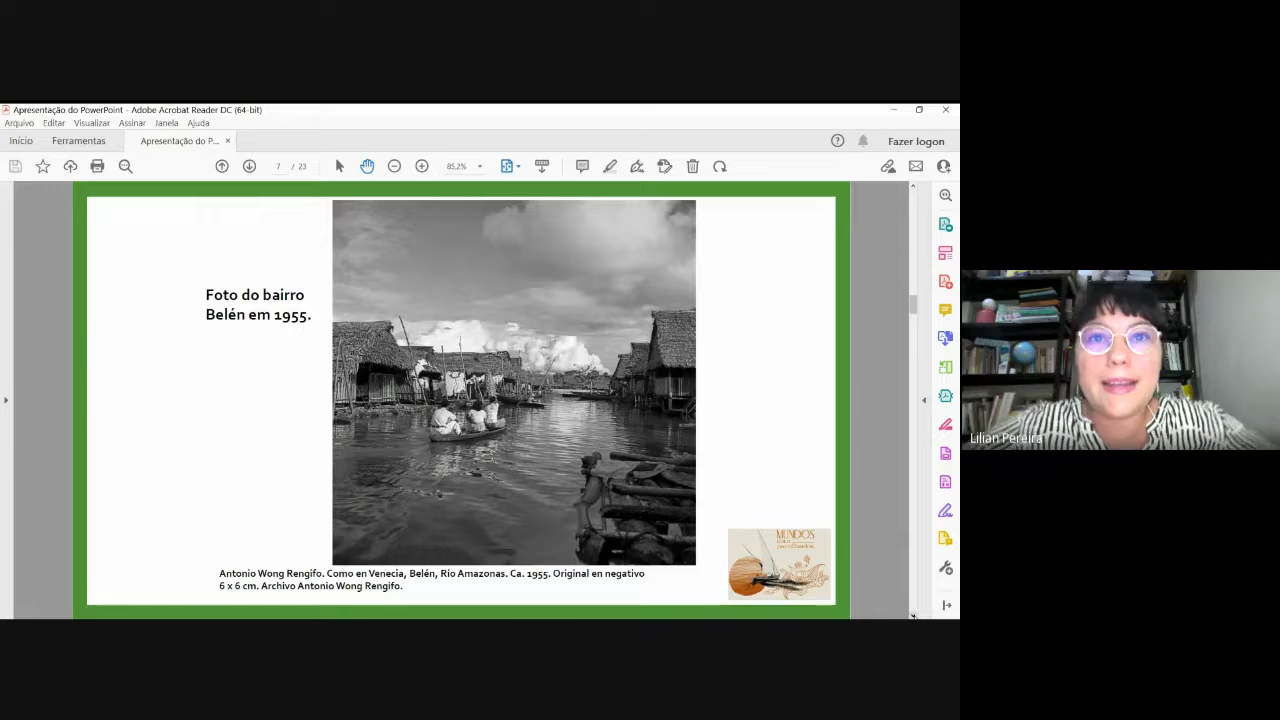 Apresentação do PowerPoint - Adobe Acrobat Reader DC (64-bit)
Arquivo Editar Visualizar Assinar Janela Ajuda
Início Ferramentas Apresentação do P... Fazer logon
7 / 23 85,2%
Foto do bairro
Belén em 1955.
Antonio Wong Rengifo. Como en Venecia, Belén, Río Amazonas. Ca. 1955. Original en negativo
6 x 6 cm. Archivo Antonio Wong Rengifo.
MUNDOS
Lilian Pereira